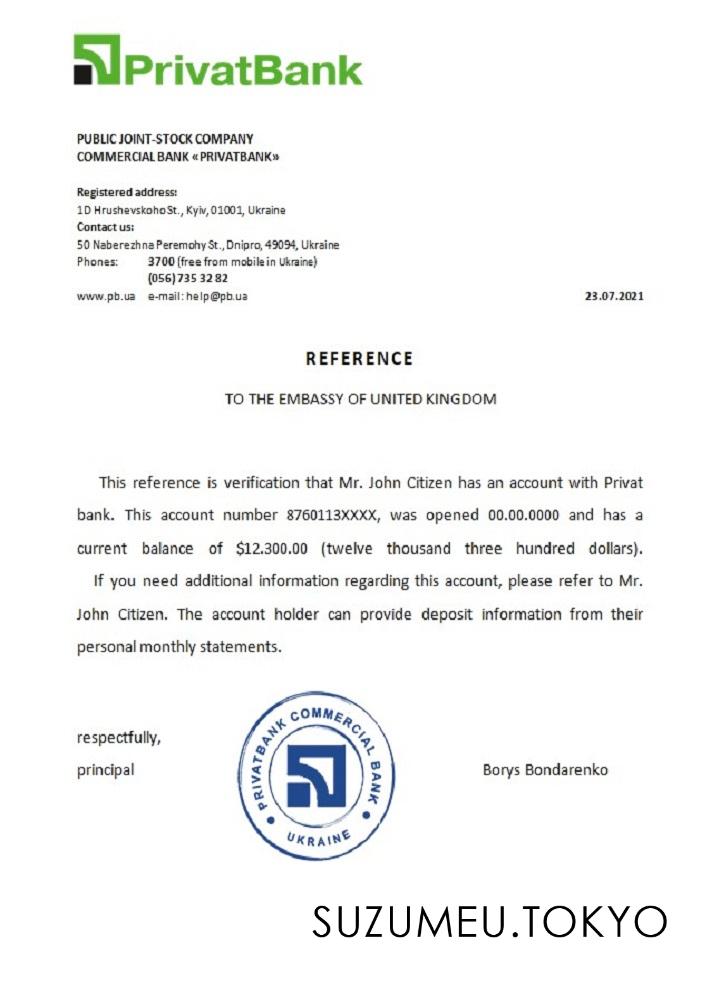 PrivatBank
PUBLIC JOINT-STOCK COMPANY
COMMERCIAL BANK «PRIVATBANK»
Registered address:
1D Hrushevskoho St., Kyiv, 01001, Ukraine
Contact us:
50 Naberezhna Peremohy St., Dnipro, 49094, Ukraine
Phones: 3700 (free from mobile in Ukraine)
(056) 735 32 82
www.pb.ua e-mail: help@pb.ua 23.07.2021
REFERENCE
TO THE EMBASSY OF UNITED KINGDOM
This reference is verification that Mr. John Citizen has an account with Privat
bank. This account number 8760113XXXX, was opened 00.00.0000 and has a
current balance of $12.300.00 (twelve thousand three hundred dollars).
If you need additional information regarding this account, please refer to Mr.
John Citizen. The account holder can provide deposit information from their
personal monthly statements.
respectfully,
principal
PRIVATBANK COMMERCIAL BANK
UKRAINE
Borys Bondarenko
SUZUMEU.TOKYO